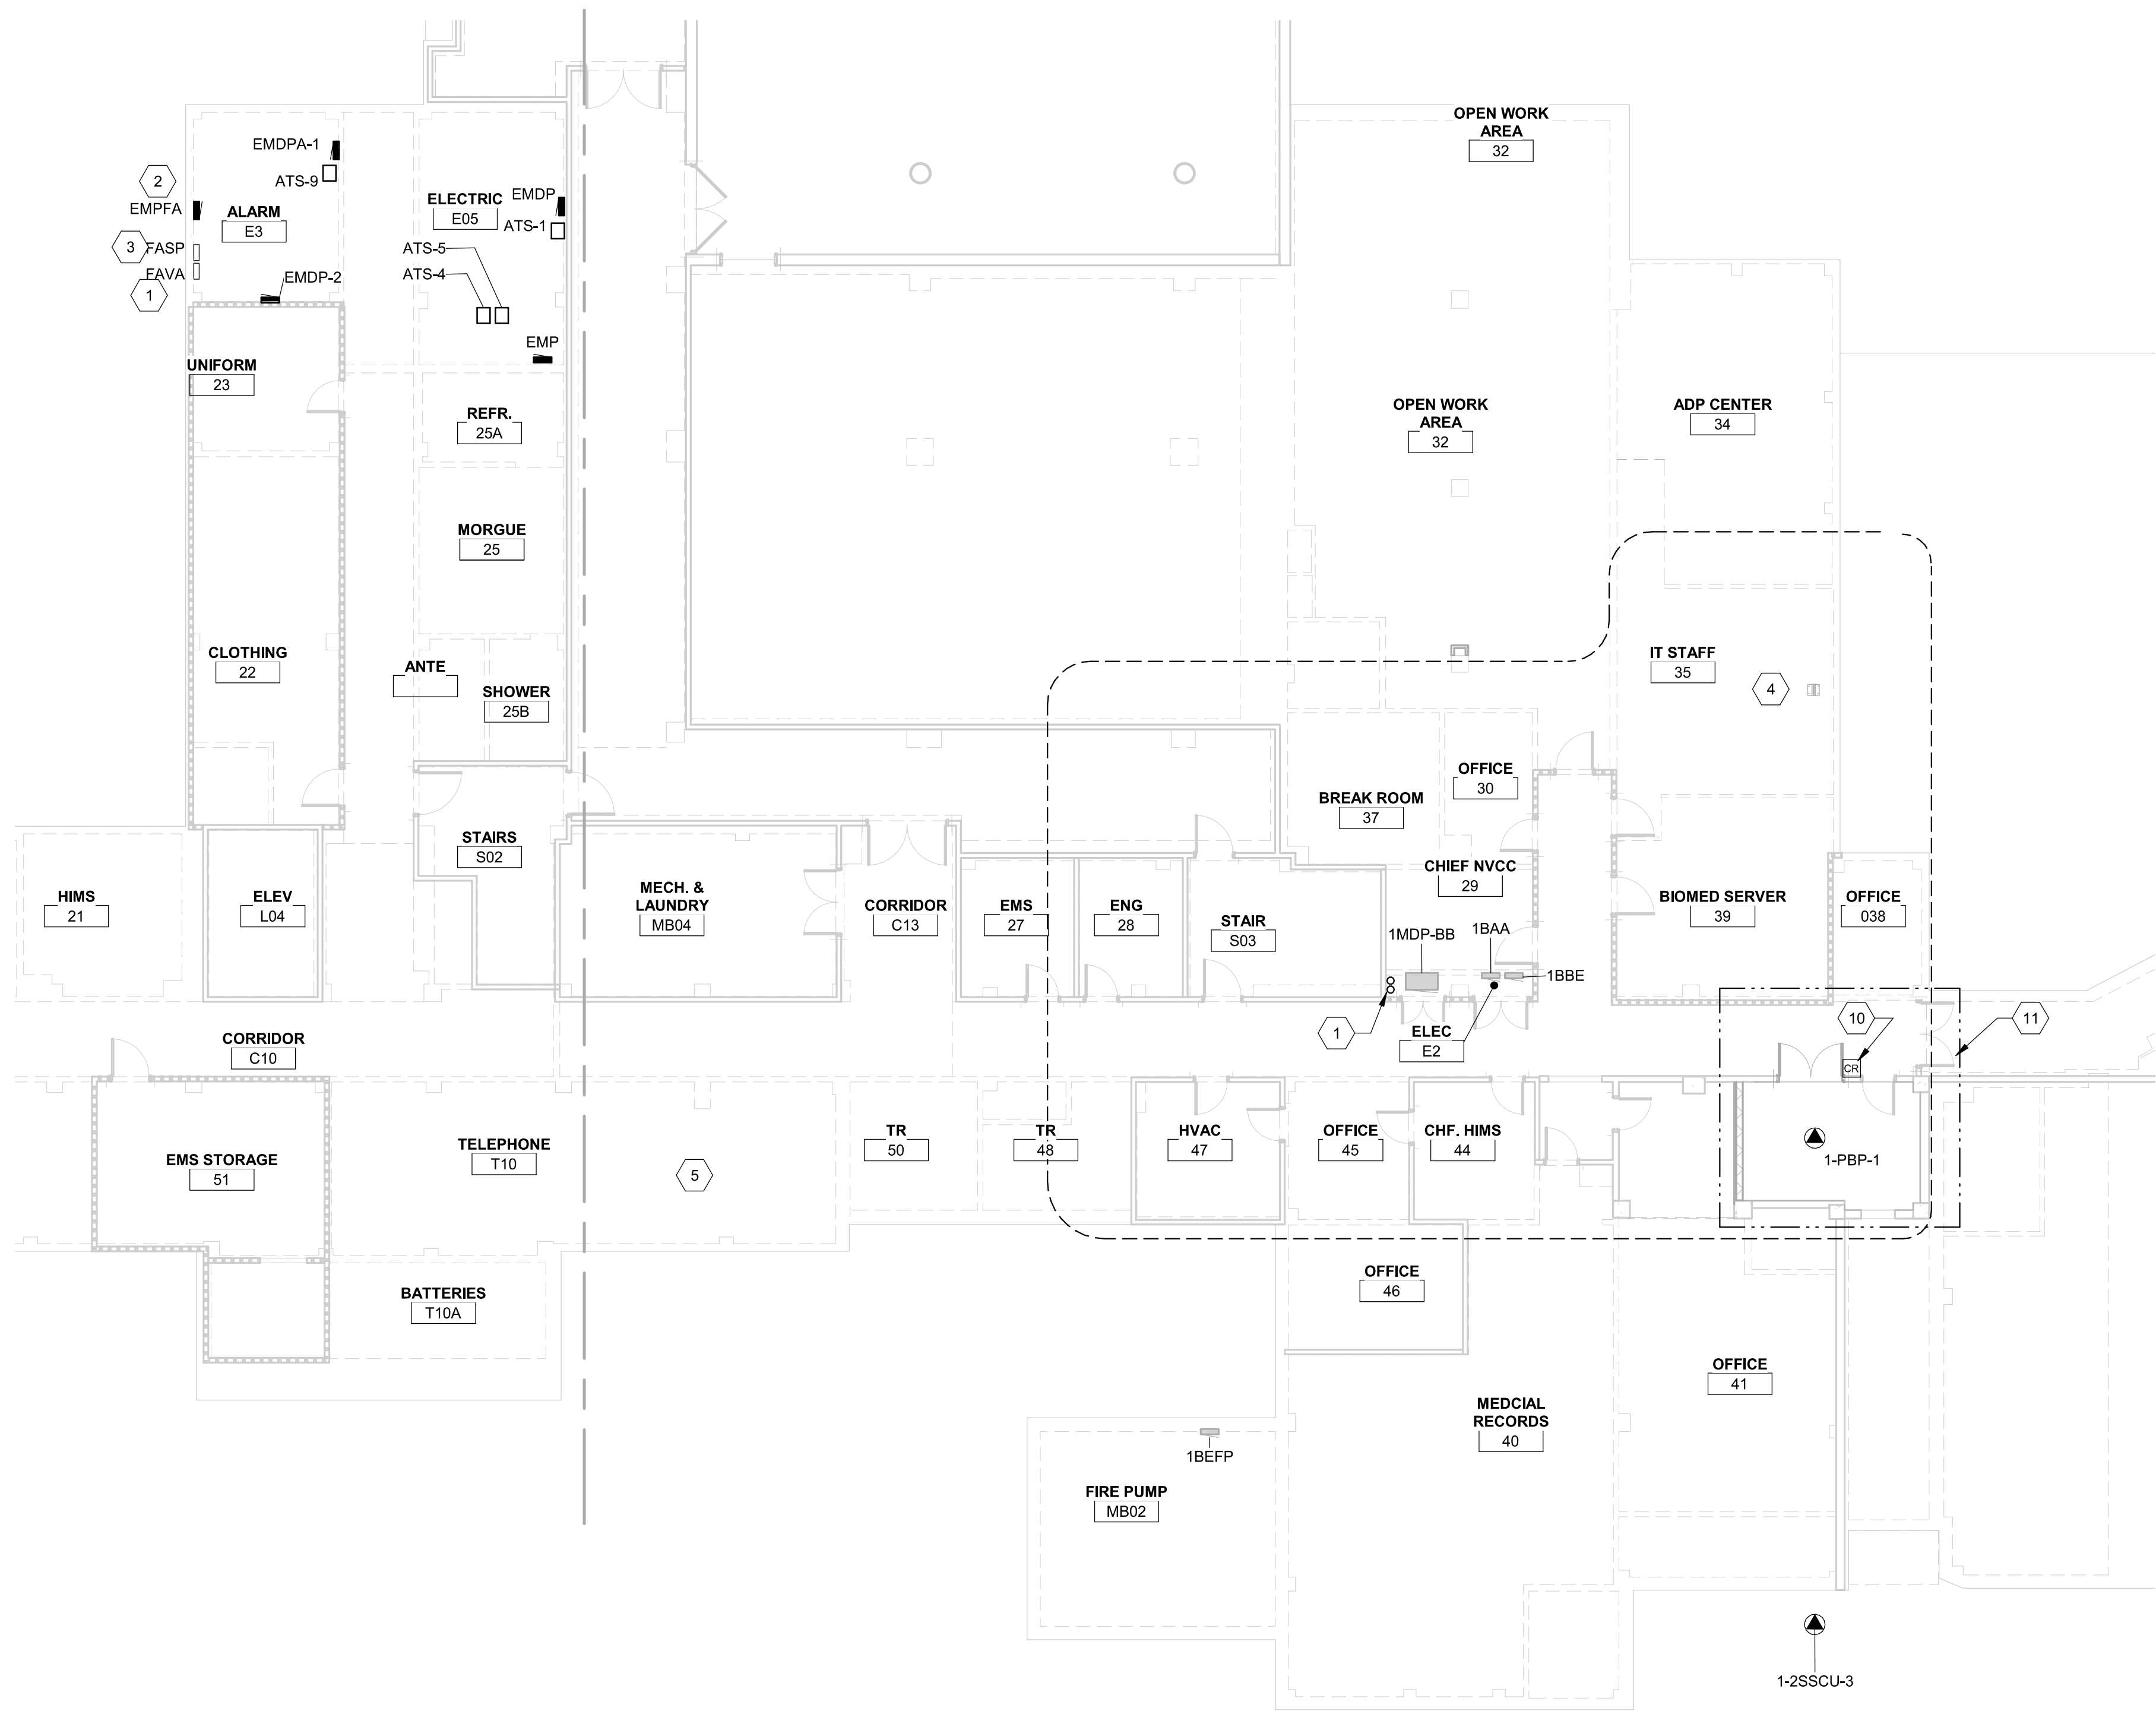 OPEN WORK
AREA
32
EMDPA-1
ATS-9
2
EMPFA
ALARM
E3
ELECTRIC
E05
EMDP
ATS-1
3
FASP
ATS-5
FAVA
ATS-4
1
EMDP-2
EMP
UNIFORM
23
REFR.
25A
OPEN WORK
AREA
32
ADP CENTER
34
MORGUE
25
CLOTHING
22
ANTE
SHOWER
25B
IT STAFF
35
4
OFFICE
30
BREAK ROOM
37
STAIRS
S02
CHIEF NVCC
29
HIMS
21
ELEV
L04
MECH. &
LAUNDRY
MB04
CORRIDOR
C13
EMS
27
ENG
28
STAIR
S03
BIOMED SERVER
39
OFFICE
038
1MDP-BB
1BAA
1BBE
1
ELEC
E2
10
11
CR
CORRIDOR
C10
EMS STORAGE
51
TELEPHONE
T10
5
TR
50
TR
48
HVAC
47
OFFICE
45
CHF. HIMS
44
1-PBP-1
BATTERIES
T10A
OFFICE
46
OFFICE
41
MEDCIAL
RECORDS
40
1BEFP
FIRE PUMP
MB02
1-2SSCU-3